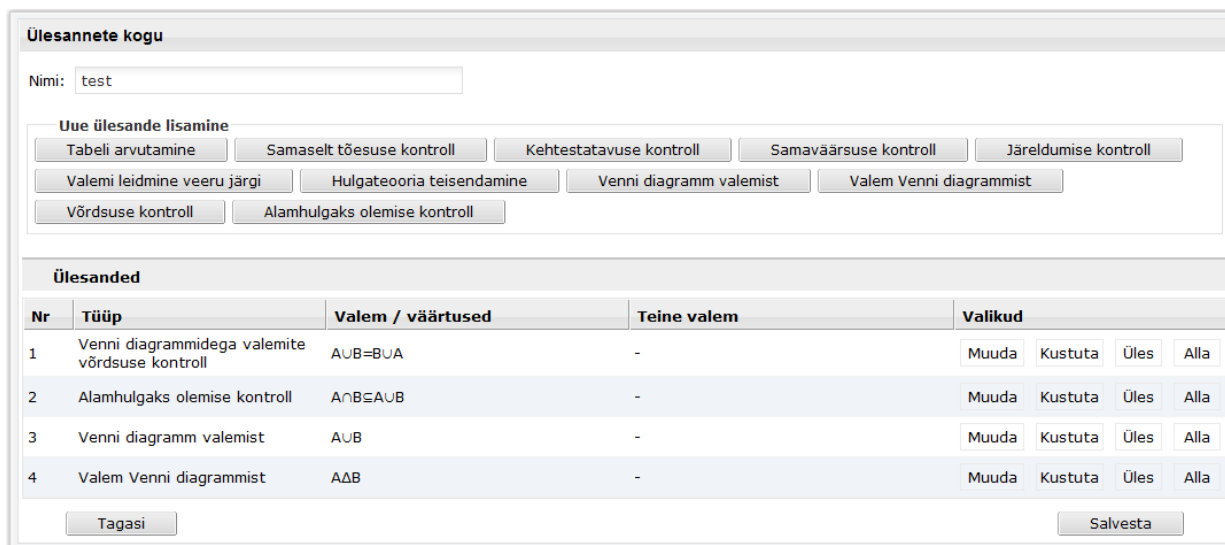 Ülesannete kogu
Nimi: test
Uue ülesande lisamine
Tabeli arvutamine Samaselt tõesuse kontroll Kehtestatavuse kontroll Samaväärsuse kontroll Järeldumise kontroll
Valemi leidmine veeru järgi Hulgateooria teisendamine Venni diagramm valemist Valem Venni diagrammist
Võrdsuse kontroll Alamhulgaks olemise kontroll
Ülesanded
Nr Tüüp Valem / väärtused Teine valem Valikud
1 Venni diagrammidega valemite võrdsuse kontroll A∪B=B∪A - Muuda Kustuta Üles Alla
2 Alamhulgaks olemise kontroll A∩B⊆A∪B - Muuda Kustuta Üles Alla
3 Venni diagramm valemist A∪B - Muuda Kustuta Üles Alla
4 Valem Venni diagrammist AΔB - Muuda Kustuta Üles Alla
Tagasi Salvesta